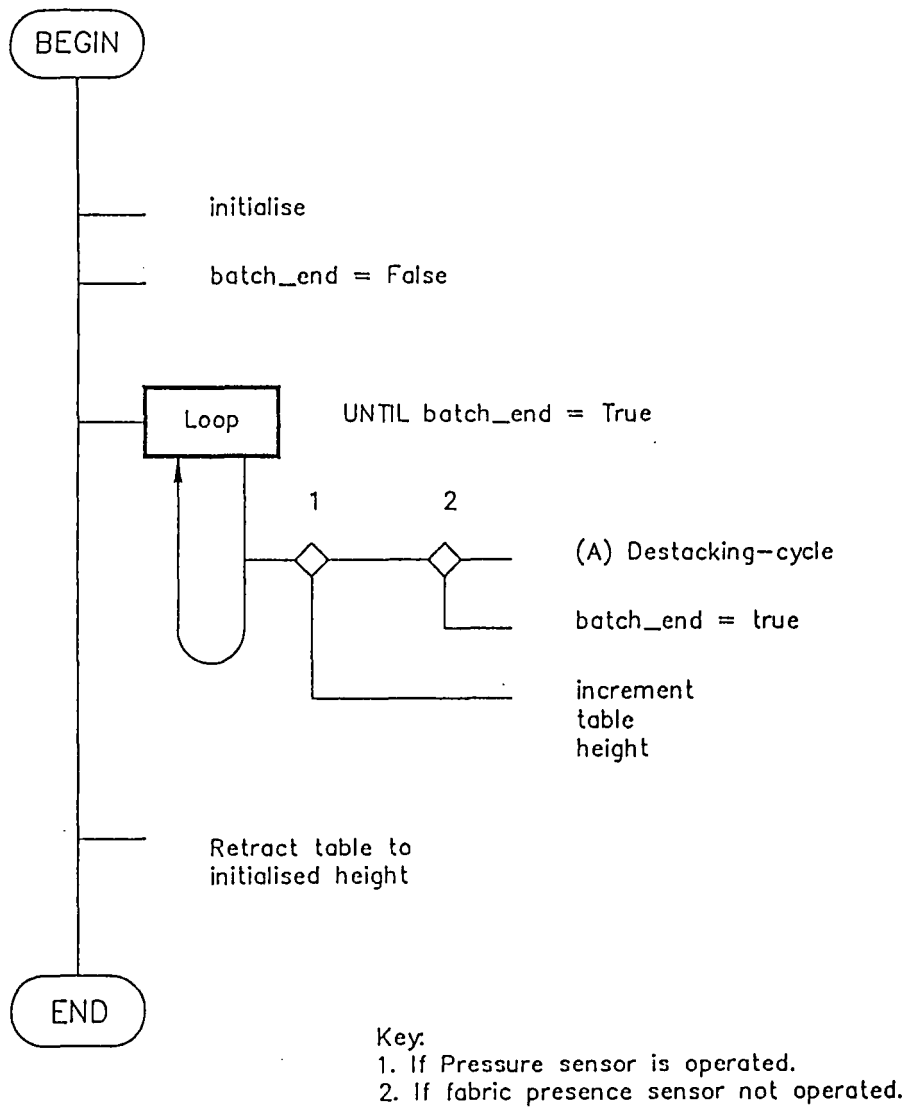 BEGIN
initialise
batch_end = False
Loop
UNTIL batch_end = True
1
2
(A) Destacking-cycle
batch_end = true
increment
table
height
Retract table to
initialised height
END
Key:
1. If Pressure sensor is operated.
2. If fabric presence sensor not operated.